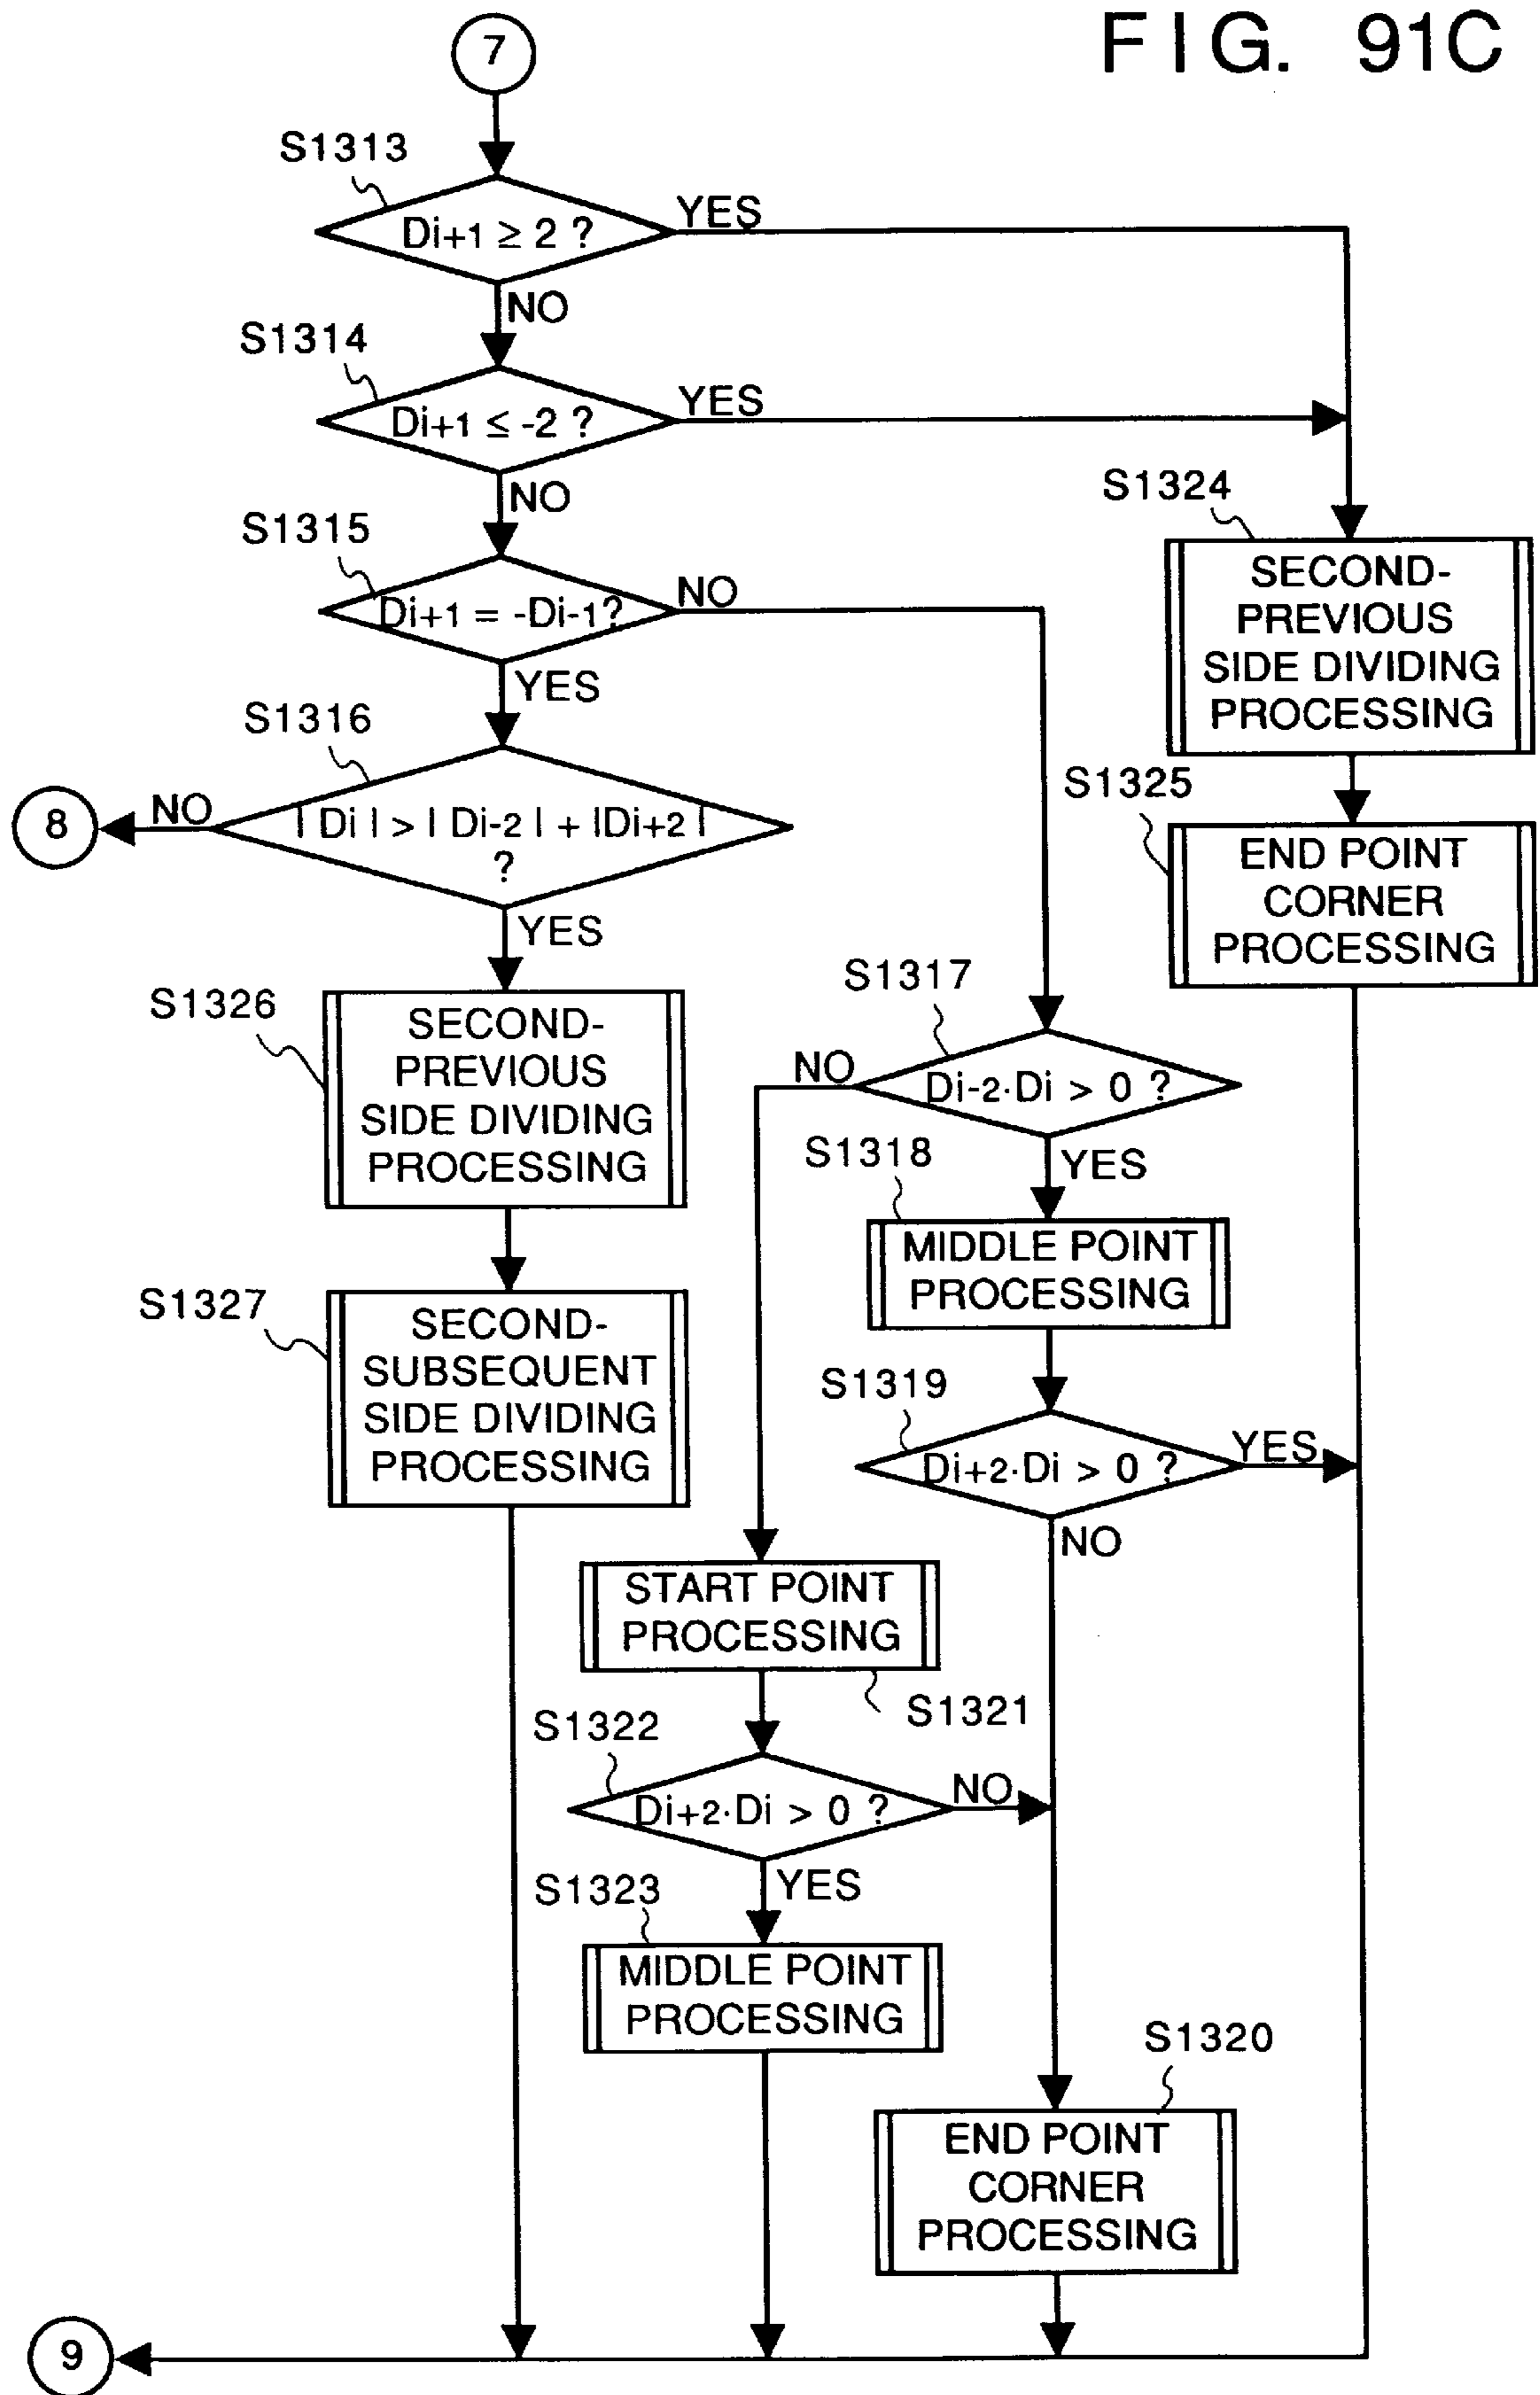 FIG. 91C
7
S1313
Di+1 ≥ 2 ?
YES
NO
S1314
Di+1 ≤ -2 ?
YES
NO
S1315
Di+1 = -Di-1?
NO
YES
S1316
| Di | > | Di-2 | + |Di+2 |
?
NO
8
YES
S1324
SECOND-
PREVIOUS
SIDE DIVIDING
PROCESSING
S1325
END POINT
CORNER
PROCESSING
S1326
SECOND-
PREVIOUS
SIDE DIVIDING
PROCESSING
S1327
SECOND-
SUBSEQUENT
SIDE DIVIDING
PROCESSING
S1317
Di-2·Di > 0 ?
NO
YES
S1318
MIDDLE POINT
PROCESSING
S1319
Di+2·Di > 0 ?
YES
NO
START POINT
PROCESSING
S1321
S1322
Di+2·Di > 0 ?
NO
YES
S1323
MIDDLE POINT
PROCESSING
S1320
END POINT
CORNER
PROCESSING
9